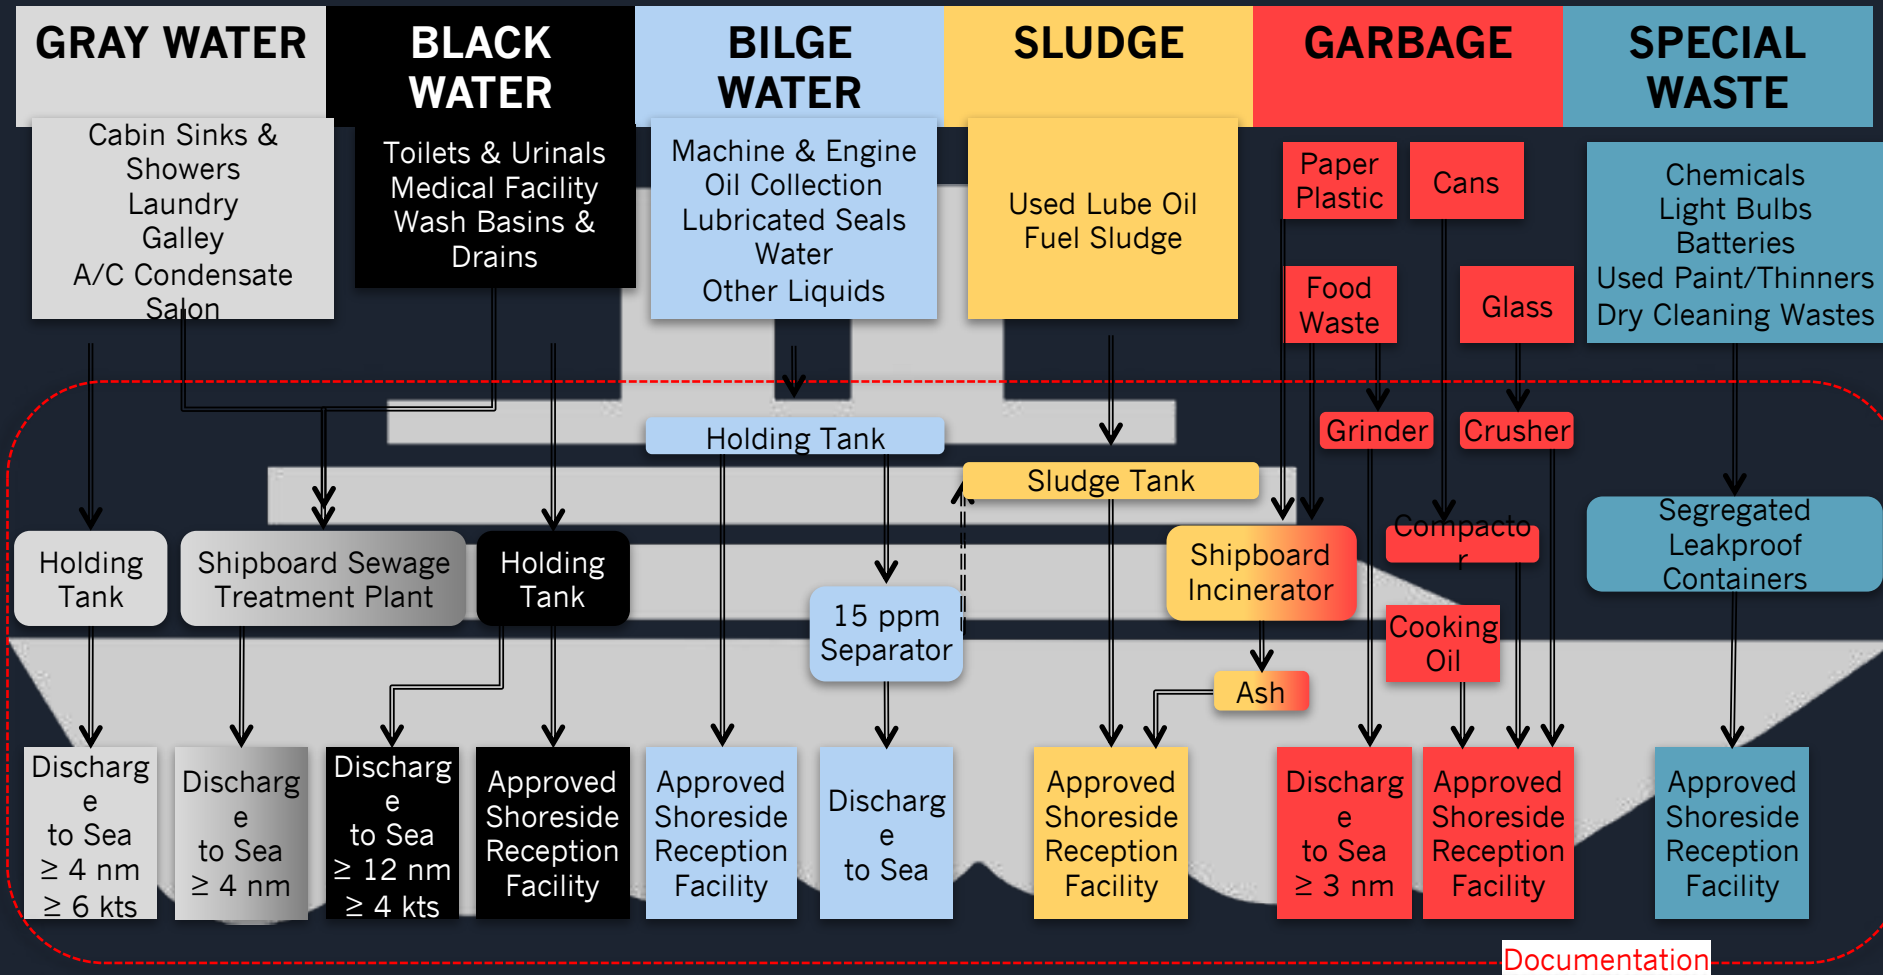 GRAY WATER
BLACK
WATER
BILGE
WATER
SLUDGE
GARBAGE
SPECIAL
WASTE
Cabin Sinks &
Showers
Laundry
Galley
A/C Condensate
Salon
Toilets & Urinals
Medical Facility
Wash Basins &
Drains
Machine & Engine
Oil Collection
Lubricated Seals
Water
Other Liquids
Used Lube Oil
Fuel Sludge
Paper
Plastic
Cans
Food
Waste
Glass
Chemicals
Light Bulbs
Batteries
Used Paint/Thinners
Dry Cleaning Wastes
Holding Tank
Grinder
Crusher
Sludge Tank
Holding
Tank
Shipboard Sewage
Treatment Plant
Holding
Tank
15 ppm
Separator
Shipboard
Incinerator
Compacto
r
Segregated
Leakproof
Containers
Cooking
Oil
Ash
Discharg
e
to Sea
≥ 4 nm
≥ 6 kts
Discharg
e
to Sea
≥ 4 nm
Discharg
e
to Sea
≥ 12 nm
≥ 4 kts
Approved
Shoreside
Reception
Facility
Approved
Shoreside
Reception
Facility
Discharg
e
to Sea
Approved
Shoreside
Reception
Facility
Discharg
e
to Sea
≥ 3 nm
Approved
Shoreside
Reception
Facility
Approved
Shoreside
Reception
Facility
Documentation